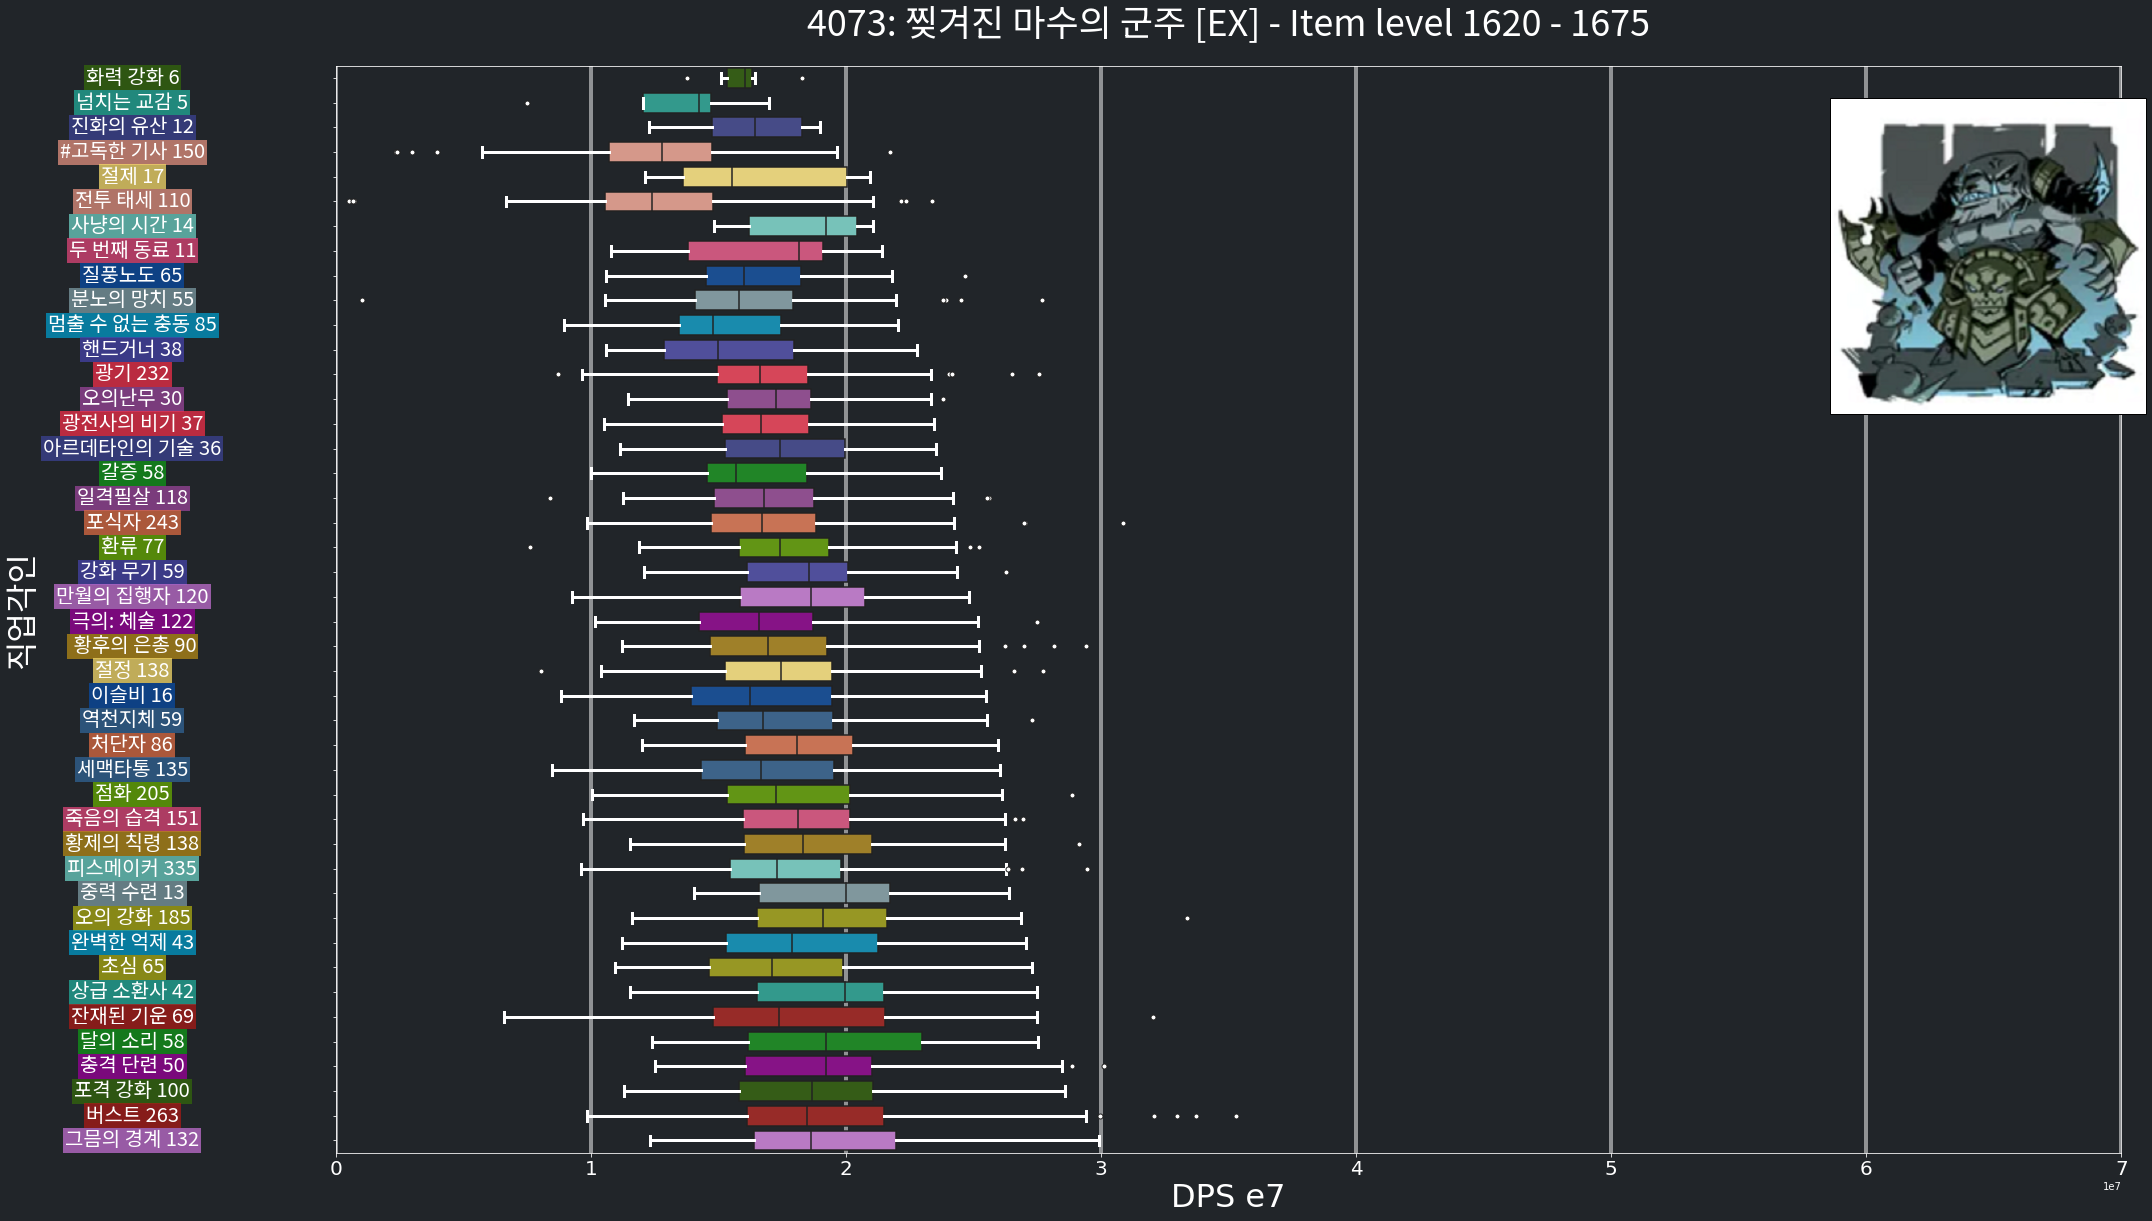 4073: 찢겨진 마수의 군주 [EX] - Item level 1620 - 1675
화력 강화 6
넘치는 교감 5
진화의 유산 12
#고독한 기사 150
절제 17
전투 태세 110
사냥의 시간 14
두 번째 동료 11
질풍노도 65
분노의 망치 55
멈출 수 없는 충동 85
핸드거너 38
광기 232
오의난무 30
광전사의 비기 37
아르데타인의 기술 36
갈증 58
일격필살 118
포식자 243
환류 77
강화 무기 59
만월의 집행자 120
극의: 체술 122
황후의 은총 90
절정 138
이슬비 16
역천지체 59
처단자 86
세맥타통 135
점화 205
죽음의 습격 151
황제의 칙령 138
피스메이커 335
중력 수련 13
오의 강화 185
완벽한 억제 43
초심 65
상급 소환사 42
잔재된 기운 69
달의 소리 58
충격 단련 50
포격 강화 100
버스트 263
그믐의 경계 132
직업각인
0 1 2 3 4 5 6 7
1e7
DPS e7